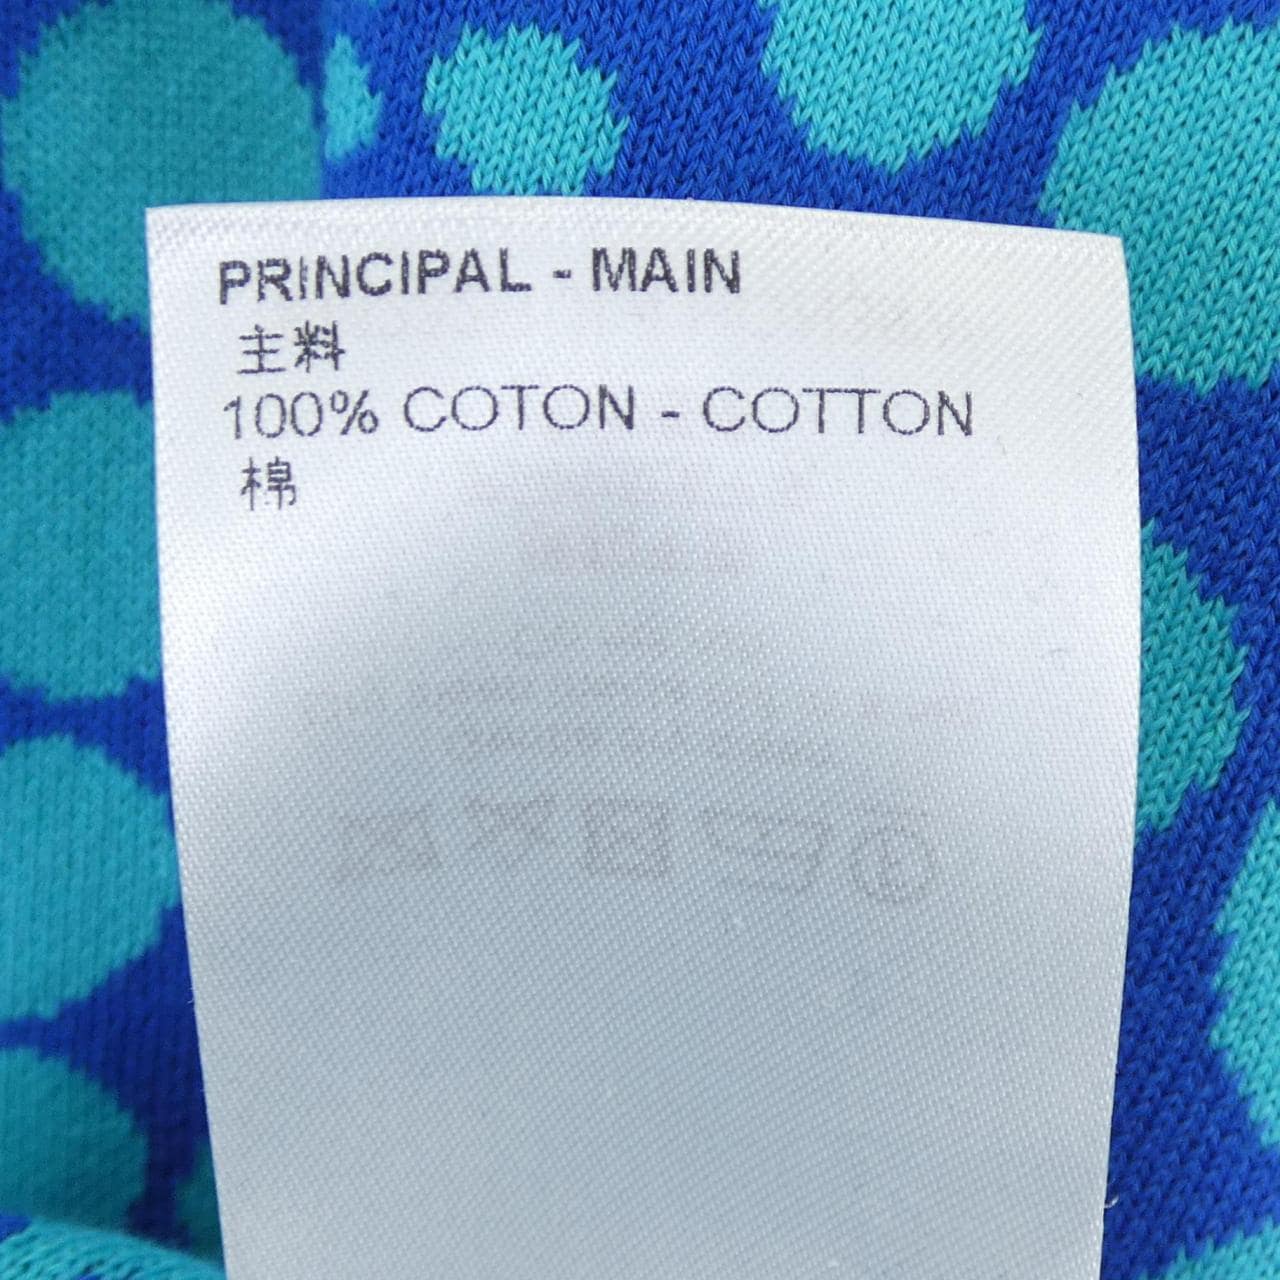 PRINCIPAL - MAIN
主料
100% COTON - COTTON
棉